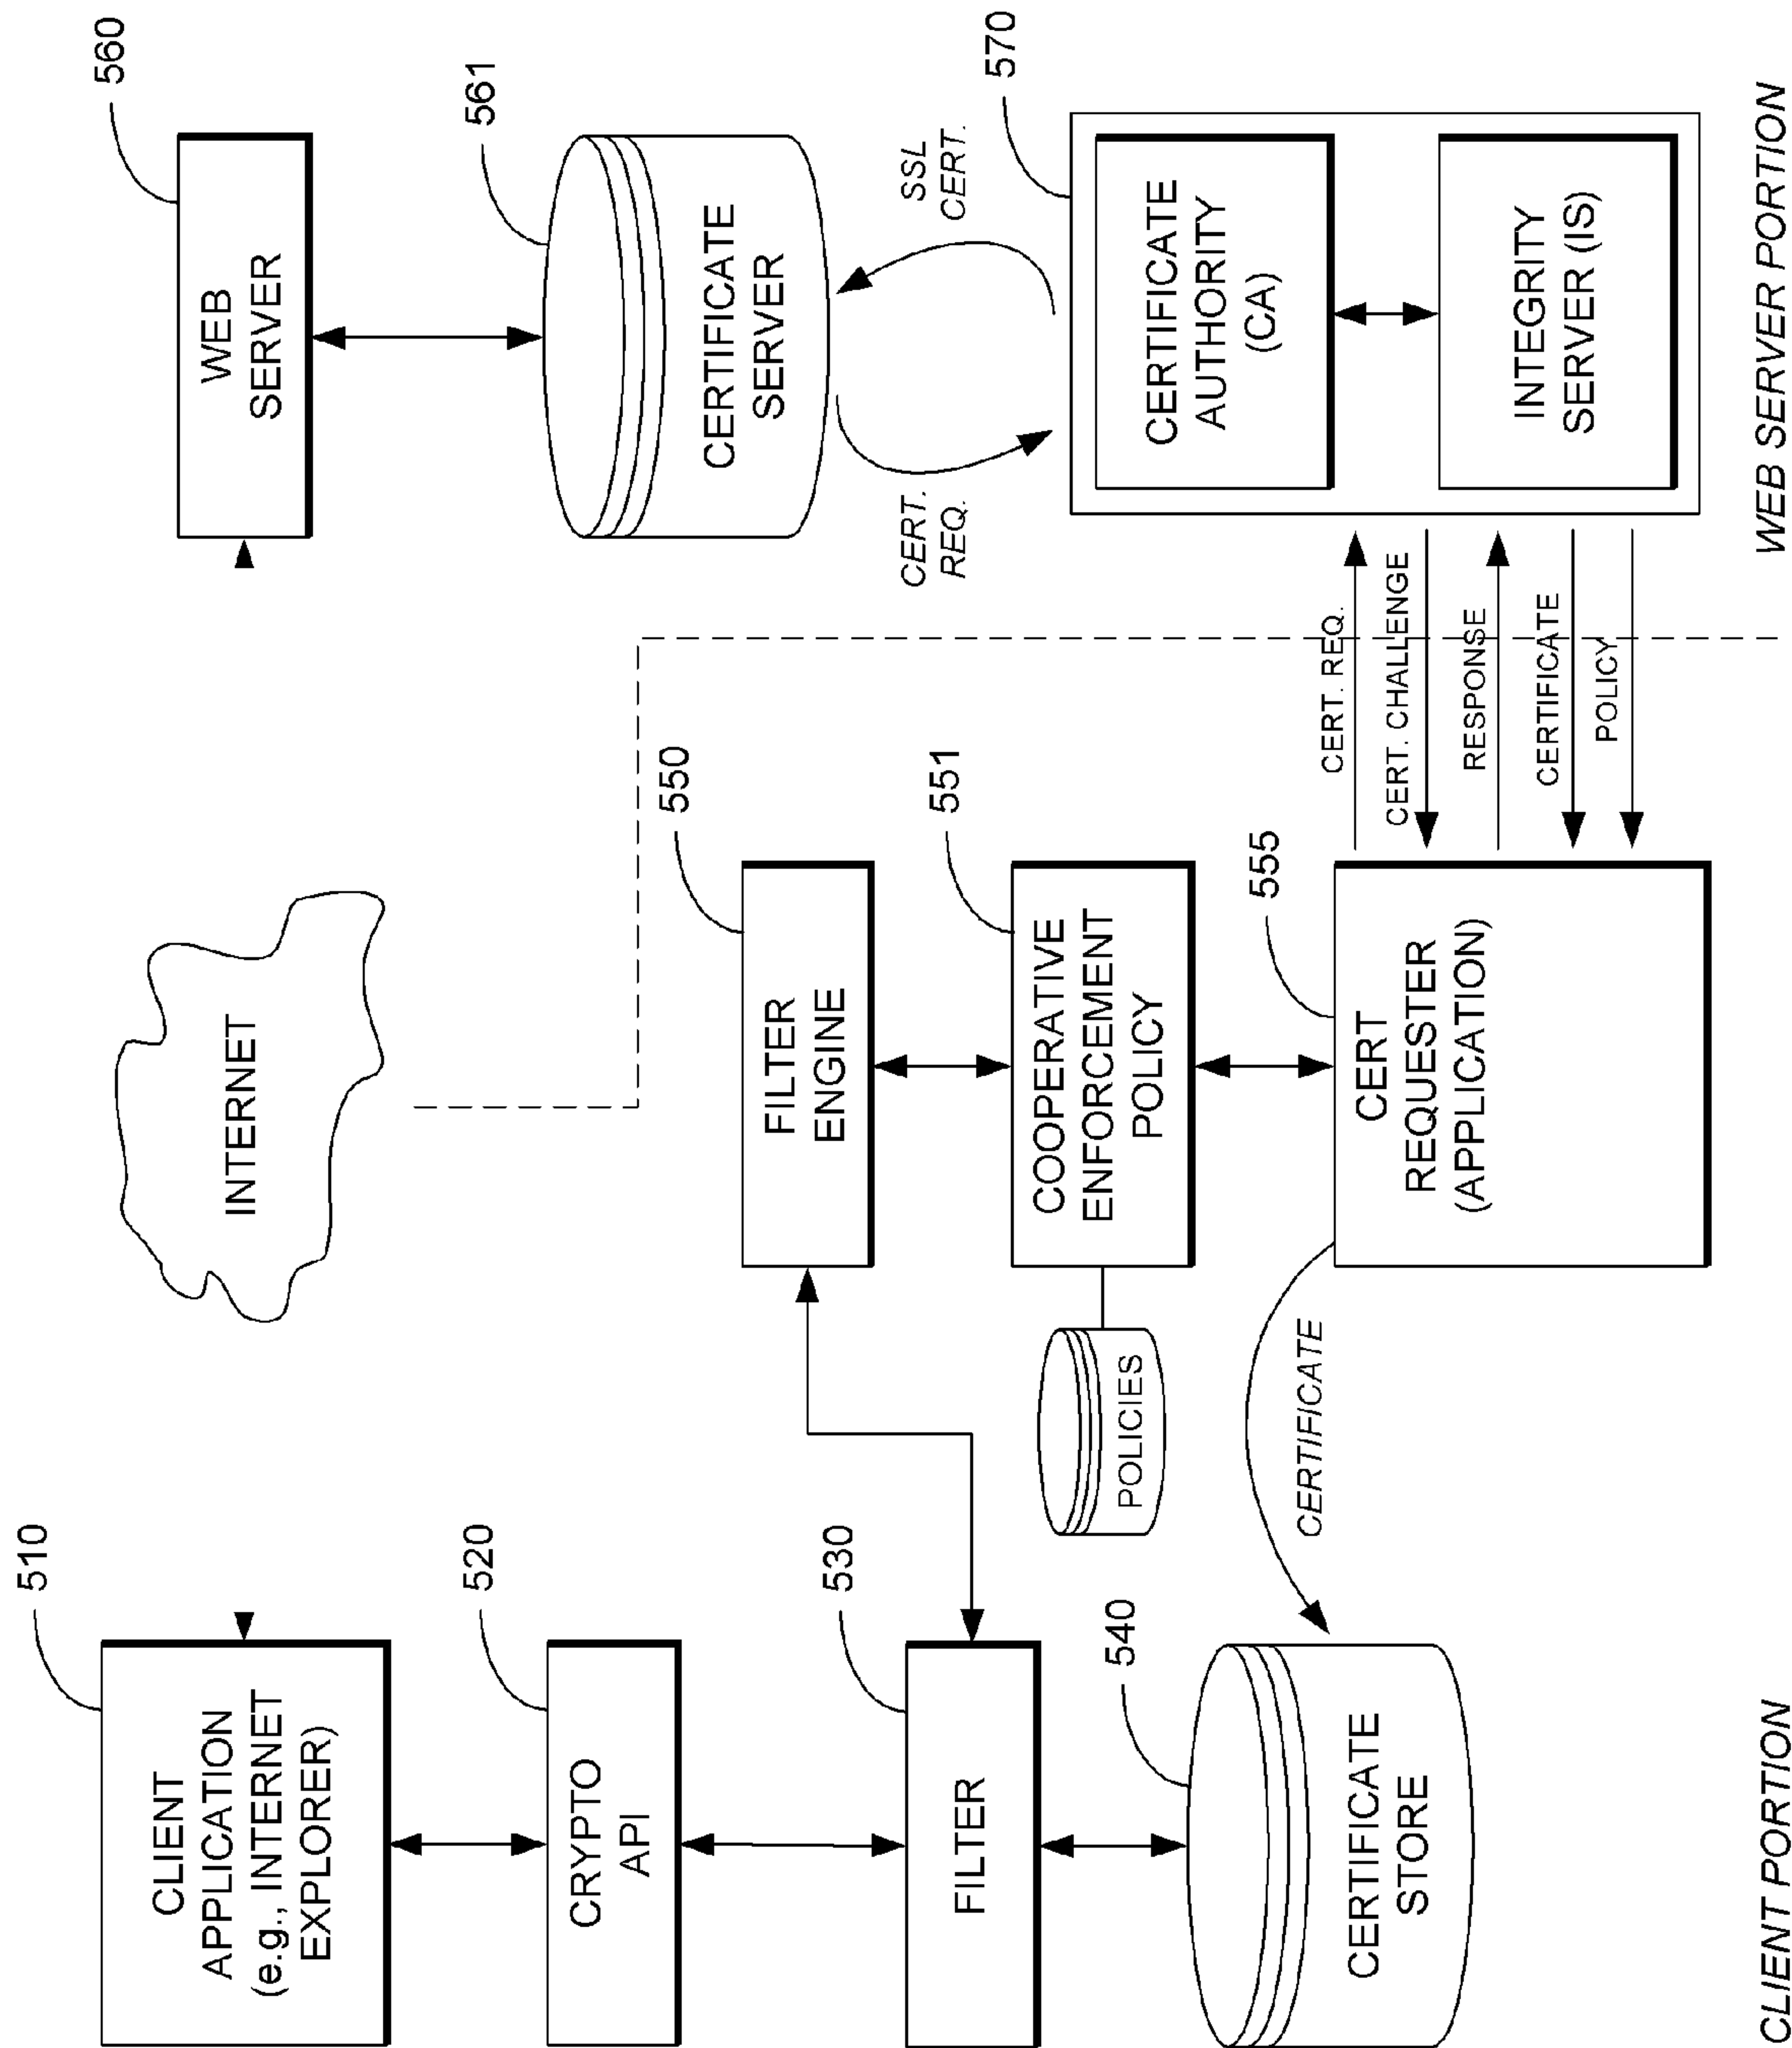 510
CLIENT
APPLICATION
(e.g., INTERNET
EXPLORER)
520
CRYPTO
API
530
FILTER
540
CERTIFICATE
STORE
CLIENT PORTION
INTERNET
550
FILTER
ENGINE
551
COOPERATIVE
ENFORCEMENT
POLICY
POLICIES
555
CERT
REQUESTER
(APPLICATION)
CERTIFICATE
560
WEB
SERVER
561
CERTIFICATE
SERVER
CERT.
REQ.
SSL
CERT.
570
CERTIFICATE
AUTHORITY
(CA)
INTEGRITY
SERVER (IS)
CERT. REQ.
CERT. CHALLENGE
RESPONSE
CERTIFICATE
POLICY
WEB SERVER PORTION